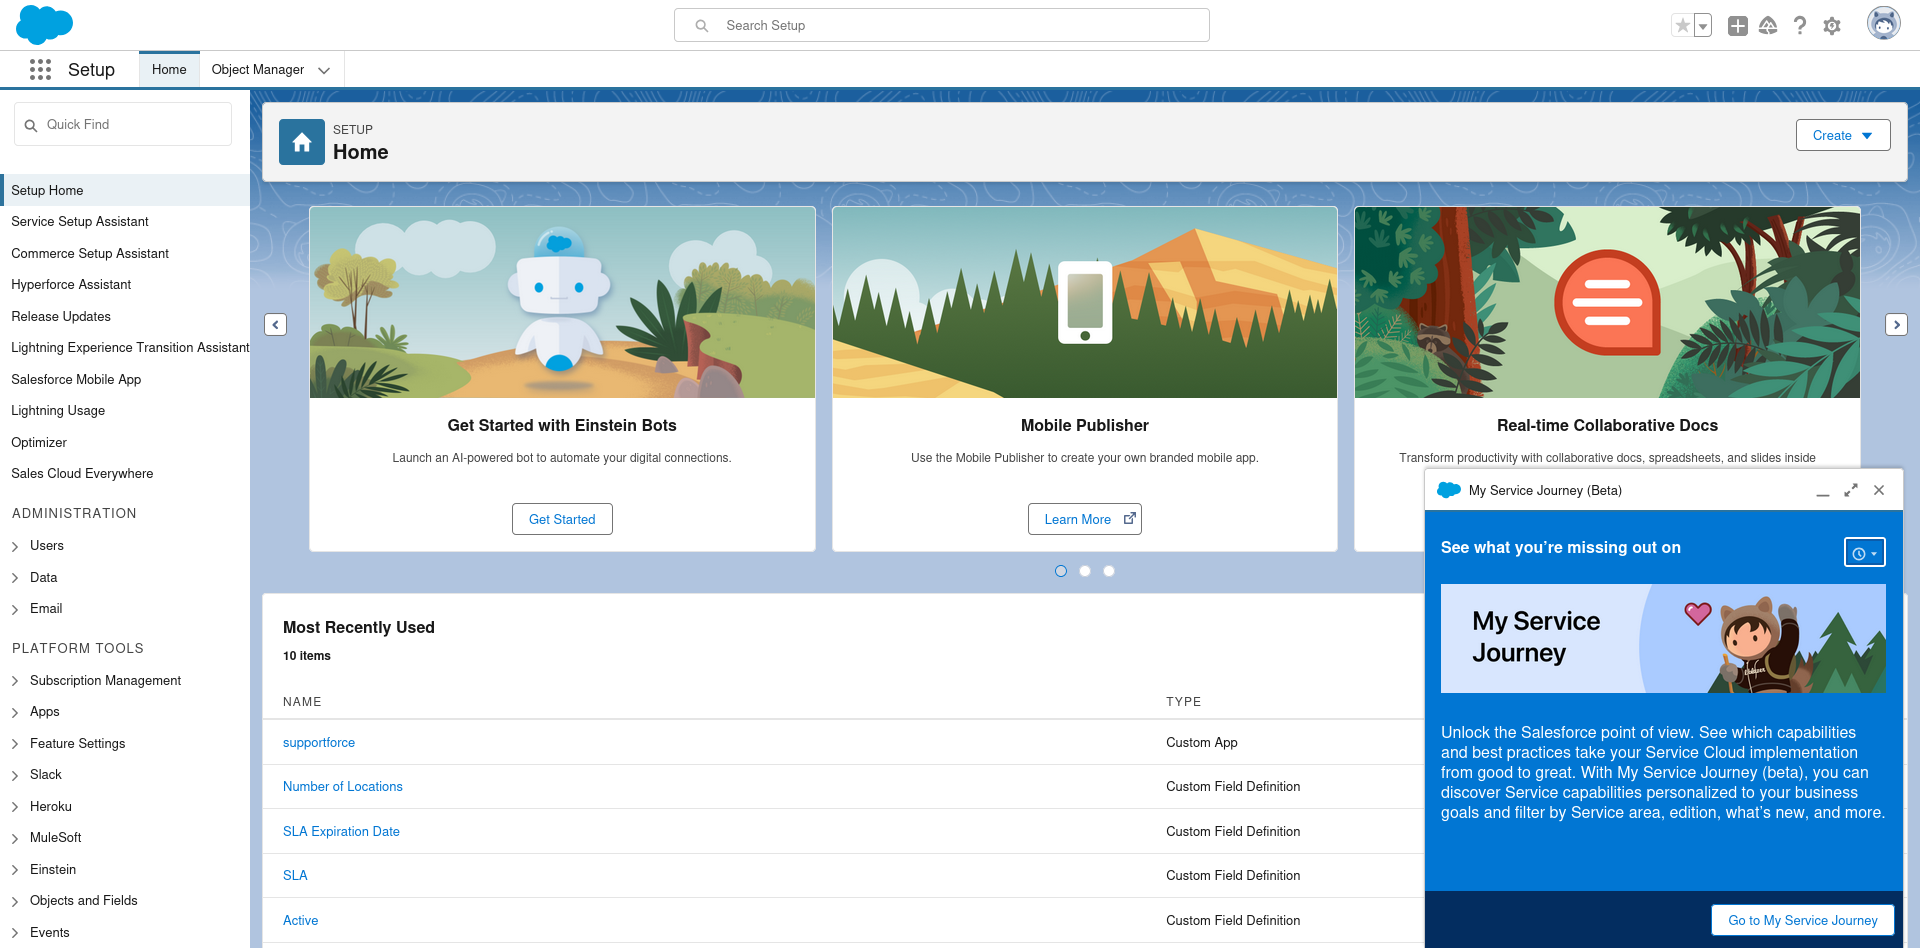 Search Setup
Setup
Home
Object Manager
Quick Find
Setup Home
Service Setup Assistant
Commerce Setup Assistant
Hyperforce Assistant
Release Updates
Lightning Experience Transition Assistant
Salesforce Mobile App
Lightning Usage
Optimizer
Sales Cloud Everywhere
ADMINISTRATION
Users
Data
Email
PLATFORM TOOLS
Subscription Management
Apps
Feature Settings
Slack
Heroku
MuleSoft
Einstein
Objects and Fields
Events
SETUP
Home
Create
Get Started with Einstein Bots
Launch an AI-powered bot to automate your digital connections.
Get Started
Mobile Publisher
Use the Mobile Publisher to create your own branded mobile app.
Learn More
Real-time Collaborative Docs
Transform productivity with collaborative docs, spreadsheets, and slides inside
Most Recently Used
10 items
NAME
TYPE
supportforce
Custom App
Number of Locations
Custom Field Definition
SLA Expiration Date
Custom Field Definition
SLA
Custom Field Definition
Active
Custom Field Definition
My Service Journey (Beta)
See what you’re missing out on
My Service
Journey
Unlock the Salesforce point of view. See which capabilities
and best practices take your Service Cloud implementation
from good to great. With My Service Journey (beta), you can
discover Service capabilities personalized to your business
goals and filter by Service area, edition, what’s new, and more.
Go to My Service Journey